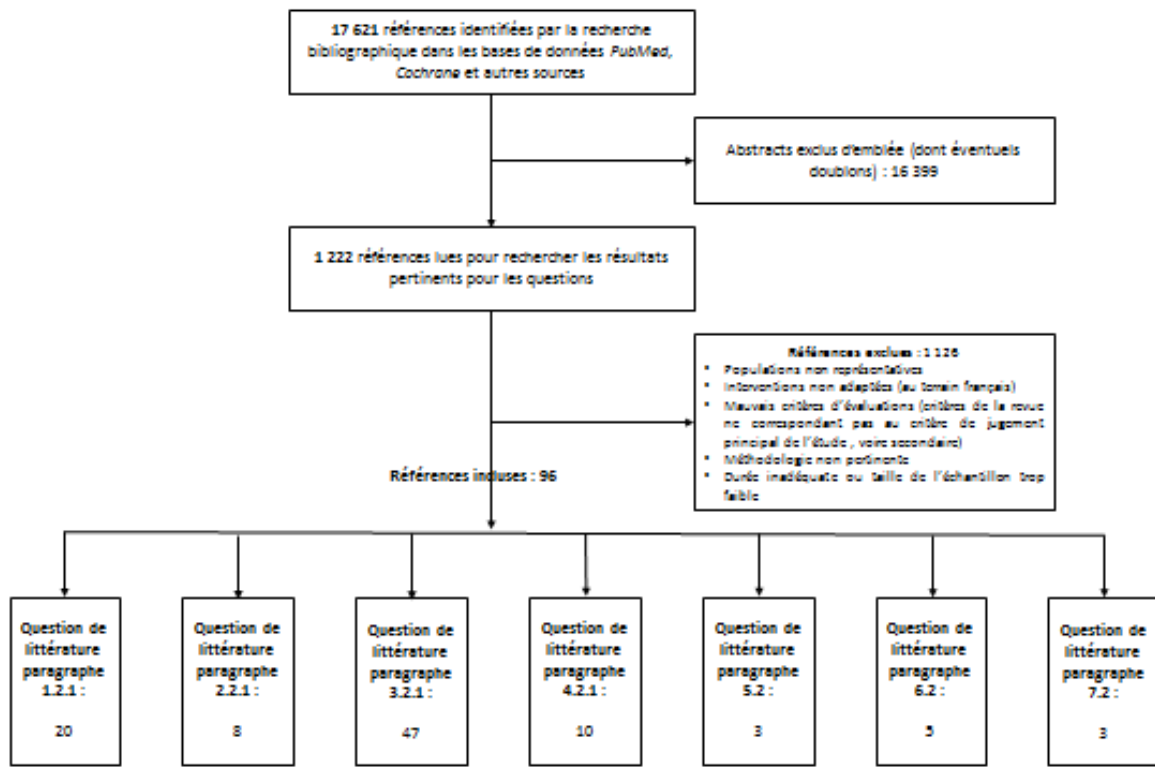 17 621 références identifiées par la recherche
bibliographique dans les bases de données PubMed,
Cochrane et autres sources
Abstracts exclus d'emblée (dont éventuels
doublons) : 16 399
1 222 références lues pour rechercher les résultats
pertinents pour les questions
Références exclues : 1 126
• Populations non représentatives
• Interventions non adaptées (au terrain français)
• Mauvais critères d'évaluations (critères de la revue
ne correspondant pas au critère de jugement
principal de l'étude , voire secondaire)
• Méthodologie non pertinente
• Durée inadéquate ou taille de l'échantillon trop
faible
Références incluses : 96
Question de
littérature
paragraphe
1.2.1 :
20
Question de
littérature
paragraphe
2.2.1 :
8
Question de
littérature
paragraphe
3.2.1 :
47
Question de
littérature
paragraphe
4.2.1 :
10
Question de
littérature
paragraphe
5.2 :
3
Question de
littérature
paragraphe
6.2 :
5
Question de
littérature
paragraphe
7.2 :
3